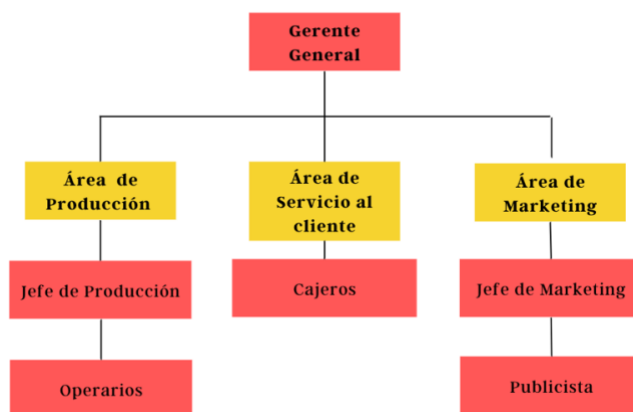 Gerente
General
Área de
Producción
Área de
Servicio al
cliente
Área de
Marketing
Jefe de Producción
Cajeros
Jefe de Marketing
Operarios
Publicista